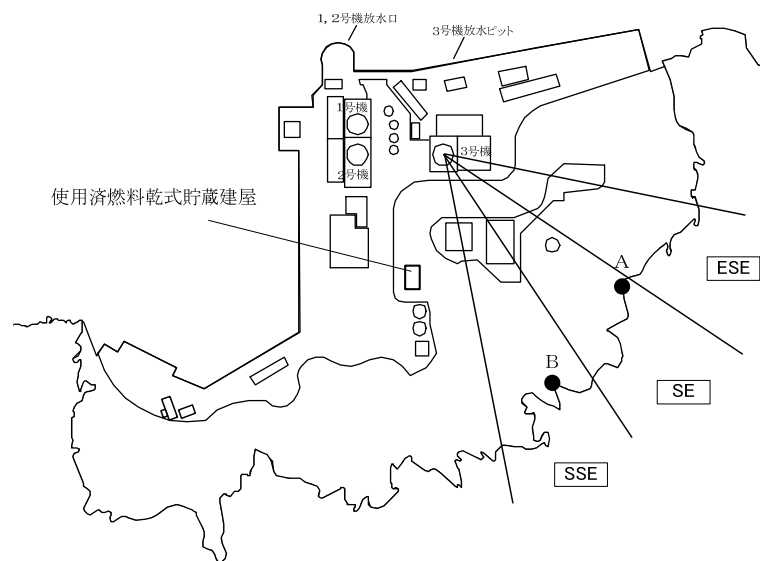 1, 2号機放水口
3号機放水ピット
1号機
2号機
3号機
使用済燃料乾式貯蔵建屋
A
ESE
B
SE
SSE